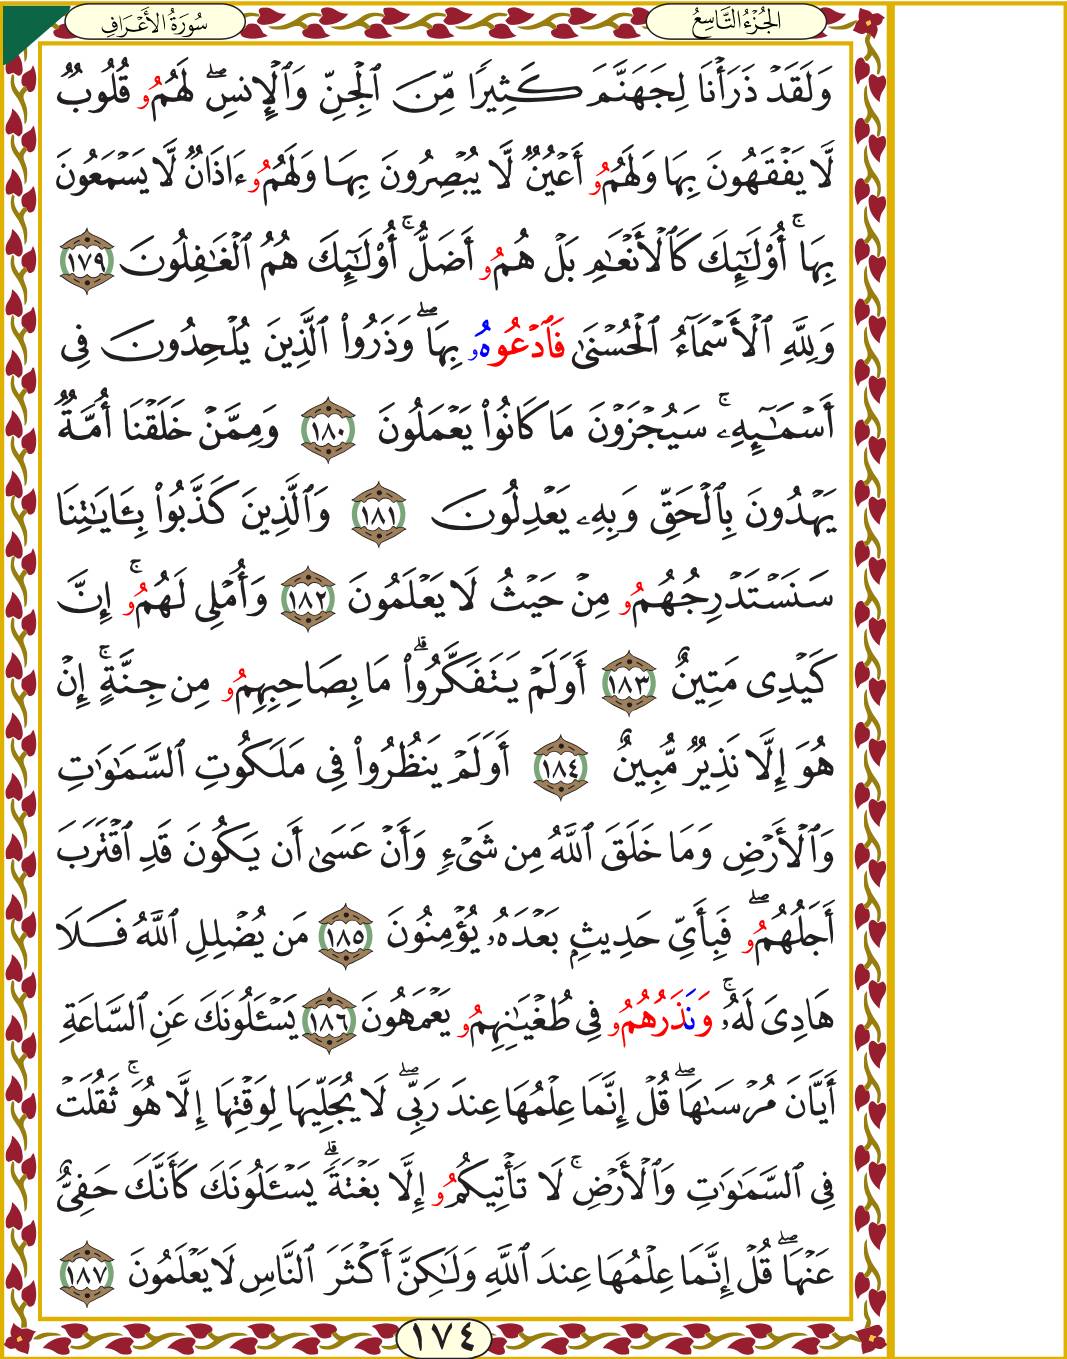 الجُزْءُ التَّاسِعُ
سُورَةُ الأَعْرَافِ
وَلَقَدْ ذَرَأْنَا لِجَهَنَّمَ كَثِيرٗا مِّنَ ٱلْجِنِّ وَٱلْإِنسِۖ لَهُمُۥ قُلُوبٞ
لَّا يَفْقَهُونَ بِهَا وَلَهُمُۥ أَعْيُنٞ لَّا يُبْصِرُونَ بِهَا وَلَهُمُۥ ءَاذَانٞ لَّا يَسْمَعُونَ
بِهَاۚ أُوْلَٰٓئِكَ كَٱلْأَنْعَٰمِ بَلْ هُمُۥ أَضَلُّۚ أُوْلَٰٓئِكَ هُمُ ٱلْغَٰفِلُونَ ١٧٩
وَلِلَّهِ ٱلْأَسْمَآءُ ٱلْحُسْنَىٰ فَٱدْعُوهُۥ بِهَاۖ وَذَرُواْ ٱلَّذِينَ يُلْحِدُونَ فِى
أَسْمَٰٓئِهِۦۚ سَيُجْزَوْنَ مَا كَانُواْ يَعْمَلُونَ ١٨٠ وَمِمَّنْ خَلَقْنَا أُمَّةٞ
يَهْدُونَ بِٱلْحَقِّ وَبِهِۦ يَعْدِلُونَ ١٨١ وَٱلَّذِينَ كَذَّبُواْ بِـَٔايَٰتِنَا
سَنَسْتَدْرِجُهُمُۥ مِنْ حَيْثُ لَا يَعْلَمُونَ ١٨٢ وَأُمْلِى لَهُمُۥۚ إِنَّ
كَيْدِى مَتِينٌ ١٨٣ أَوَلَمْ يَتَفَكَّرُواْۗ مَا بِصَاحِبِهِمُۥ مِن جِنَّةٍۚ إِنْ
هُوَ إِلَّا نَذِيرٞ مُّبِينٌ ١٨٤ أَوَلَمْ يَنظُرُواْ فِى مَلَكُوتِ ٱلسَّمَٰوَٰتِ
وَٱلْأَرْضِ وَمَا خَلَقَ ٱللَّهُ مِن شَىْءٖ وَأَنْ عَسَىٰ أَن يَكُونَ قَدِ ٱقْتَرَبَ
أَجَلُهُمُۥۖ فَبِأَىِّ حَدِيثٍۭ بَعْدَهُۥ يُؤْمِنُونَ ١٨٥ مَن يُضْلِلِ ٱللَّهُ فَلَا
هَادِىَ لَهُۥۚ وَنَذَرُهُمُۥ فِى طُغْيَٰنِهِمُۥ يَعْمَهُونَ ١٨٦ يَسْـَٔلُونَكَ عَنِ ٱلسَّاعَةِ
أَيَّانَ مُرْسَىٰهَاۖ قُلْ إِنَّمَا عِلْمُهَا عِندَ رَبِّىۖ لَا يُجَلِّيهَا لِوَقْتِهَا إِلَّا هُوَۚ ثَقُلَتْ
فِى ٱلسَّمَٰوَٰتِ وَٱلْأَرْضِۚ لَا تَأْتِيكُمُۥ إِلَّا بَغْتَةٗۗ يَسْـَٔلُونَكَ كَأَنَّكَ حَفِىٌّ
عَنْهَاۖ قُلْ إِنَّمَا عِلْمُهَا عِندَ ٱللَّهِ وَلَٰكِنَّ أَكْثَرَ ٱلنَّاسِ لَا يَعْلَمُونَ ١٨٧
١٧٤